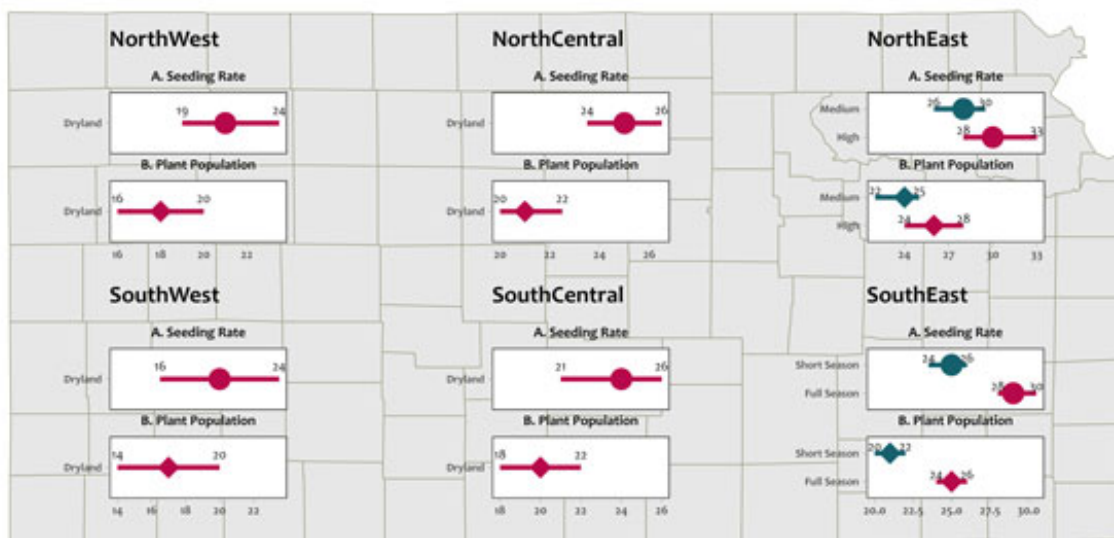 NorthWest
A. Seeding Rate
19 24
Dryland
B. Plant Population
16 20
Dryland
16 18 20 22
NorthCentral
A. Seeding Rate
24 26
Dryland
B. Plant Population
20 22
Dryland
20 22 24 26
NorthEast
A. Seeding Rate
26 30
Medium
28 33
High
B. Plant Population
22 25
Medium
24 28
High
24 27 30 33
SouthWest
A. Seeding Rate
16 24
Dryland
B. Plant Population
14 20
Dryland
14 16 18 20 22
SouthCentral
A. Seeding Rate
21 26
Dryland
B. Plant Population
18 22
Dryland
18 20 22 24 26
SouthEast
A. Seeding Rate
24 26
Short Season
28 30
Full Season
B. Plant Population
20 22
Short Season
24 26
Full Season
20.0 22.5 25.0 27.5 30.0